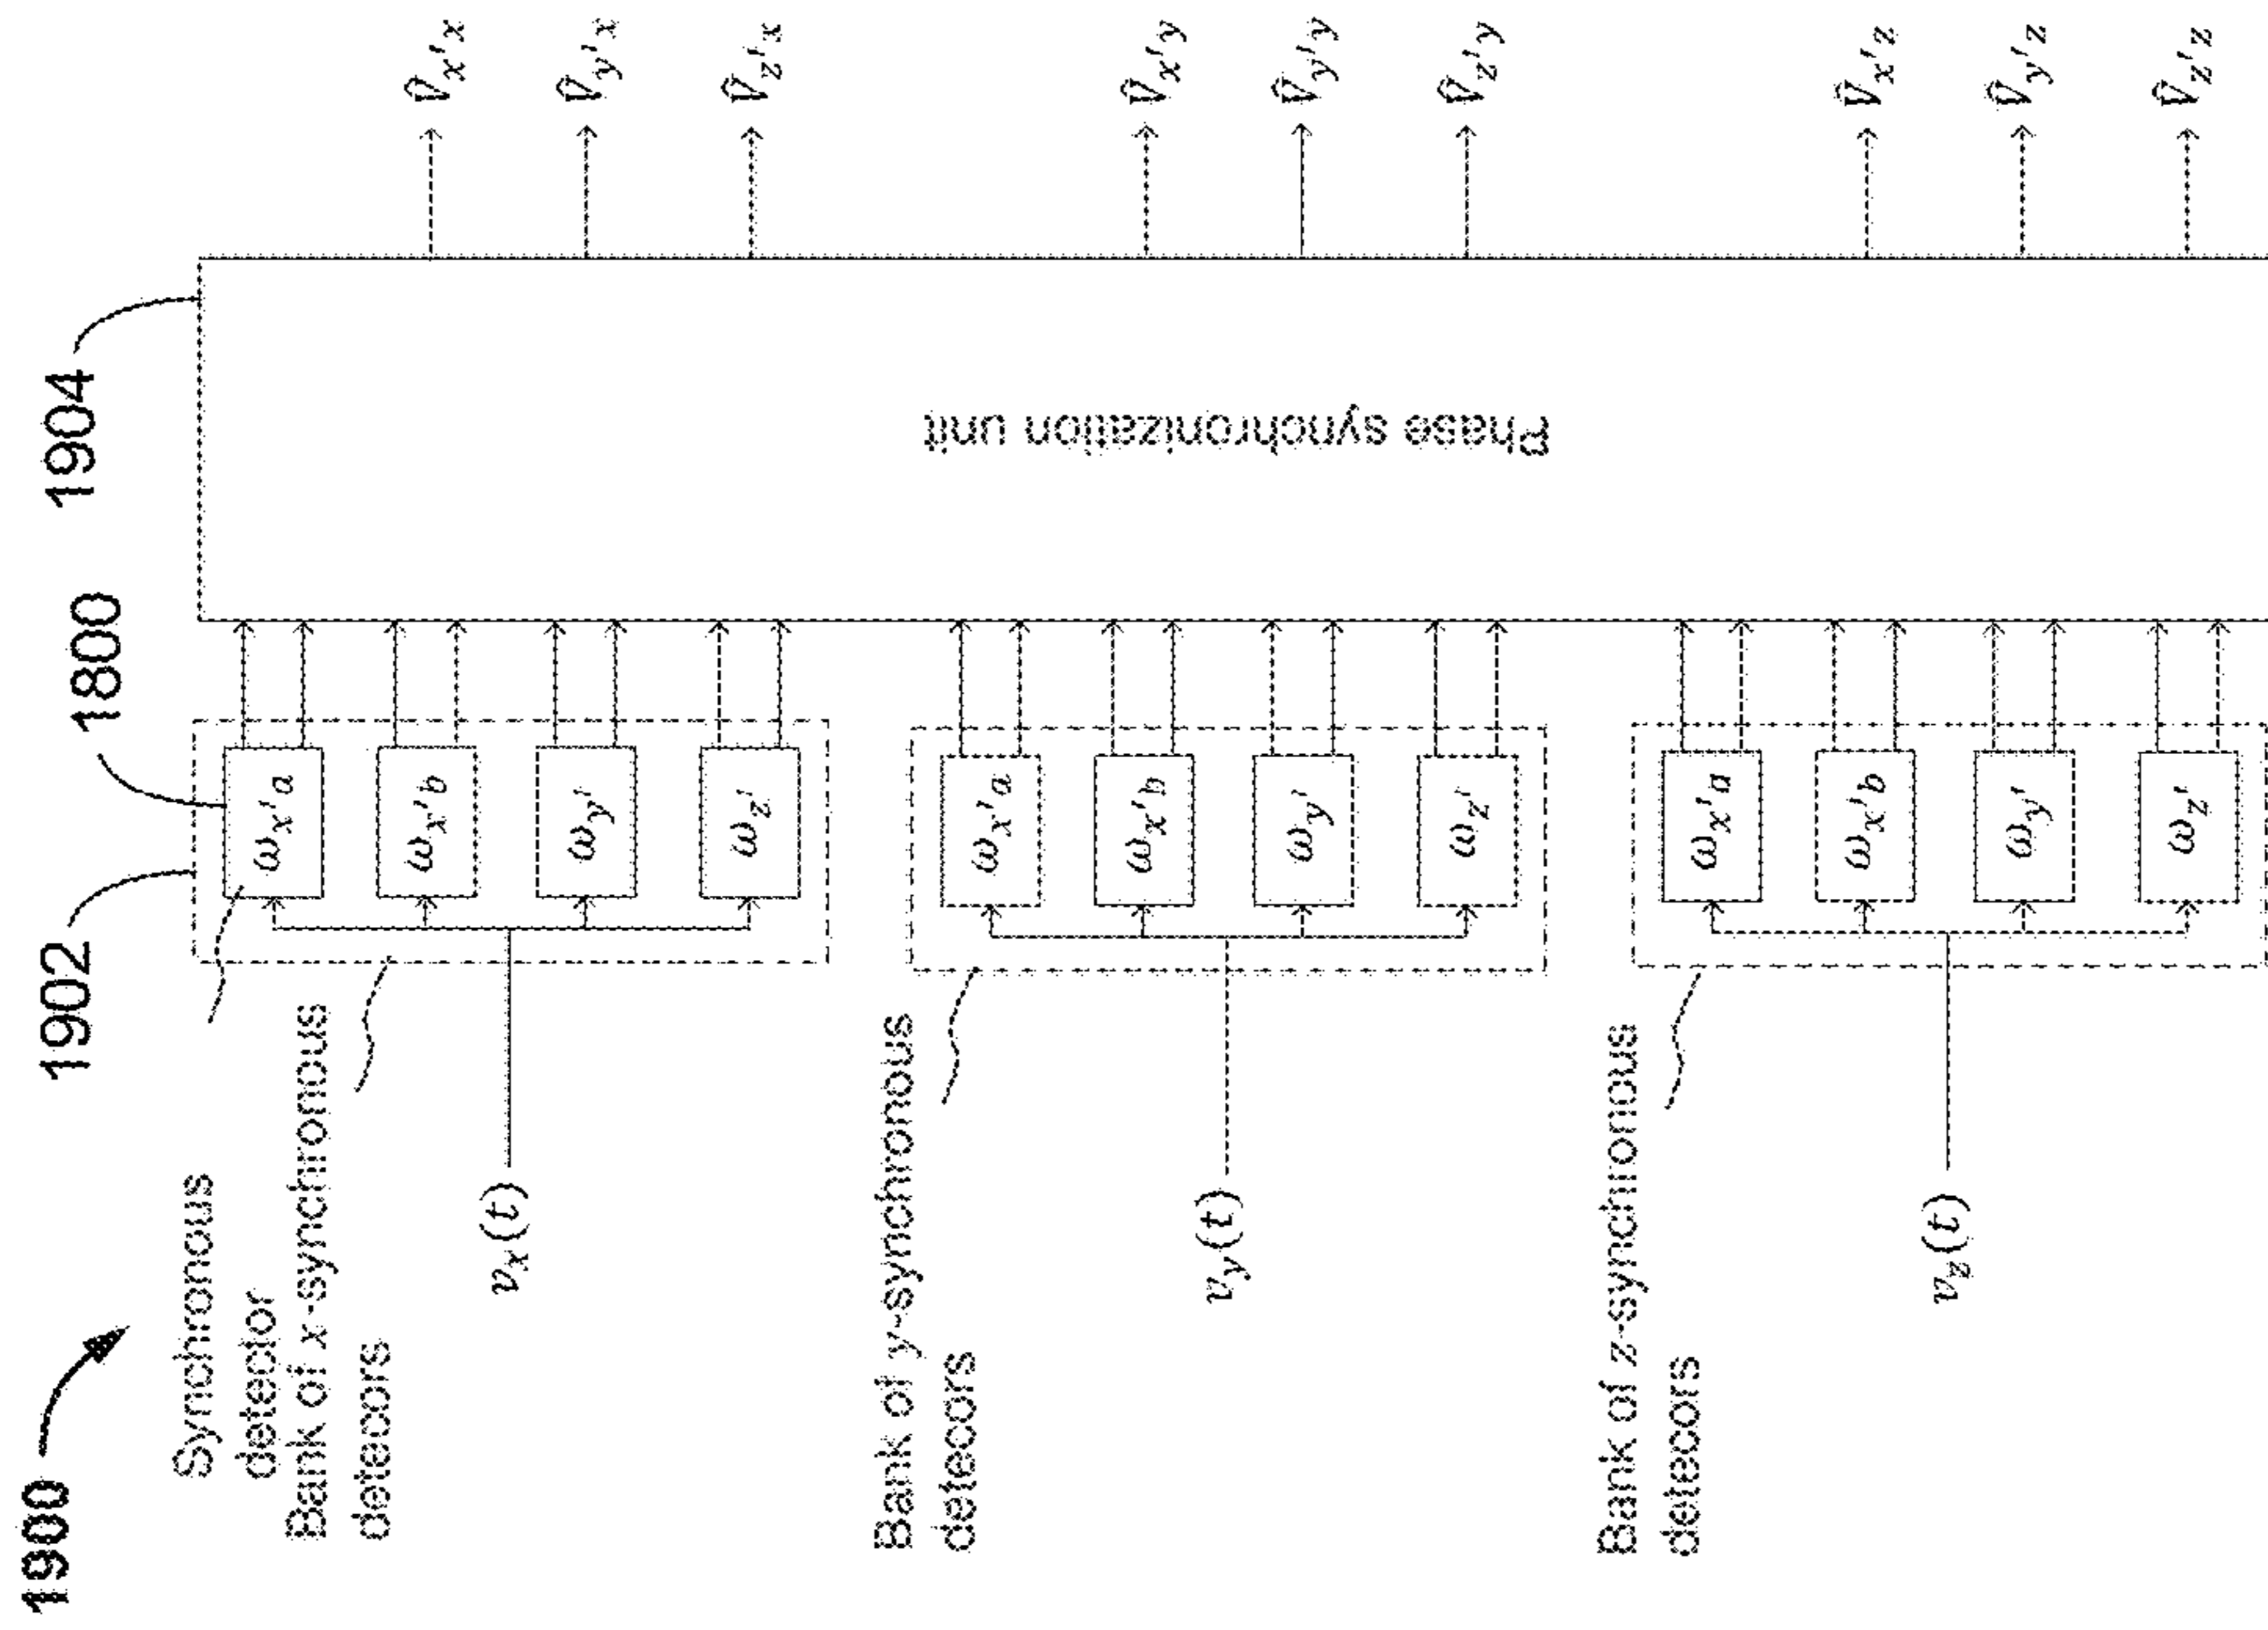 1900
1902
1800
1904
Synchronous
detector
Bank of x-synchronous
detecors
ω_x'a
ω_x'b
ω_y'
ω_z'
v_x(t)
V̂_x'x
V̂_y'x
V̂_z'x
Phase synchronization unit
Bank of y-synchronous
detecors
ω_x'a
ω_x'b
ω_y'
ω_z'
v_y(t)
V̂_x'y
V̂_y'y
V̂_z'y
Bank of z-synchronous
detecors
ω_x'a
ω_x'b
ω_y'
ω_z'
v_z(t)
V̂_x'z
V̂_y'z
V̂_z'z